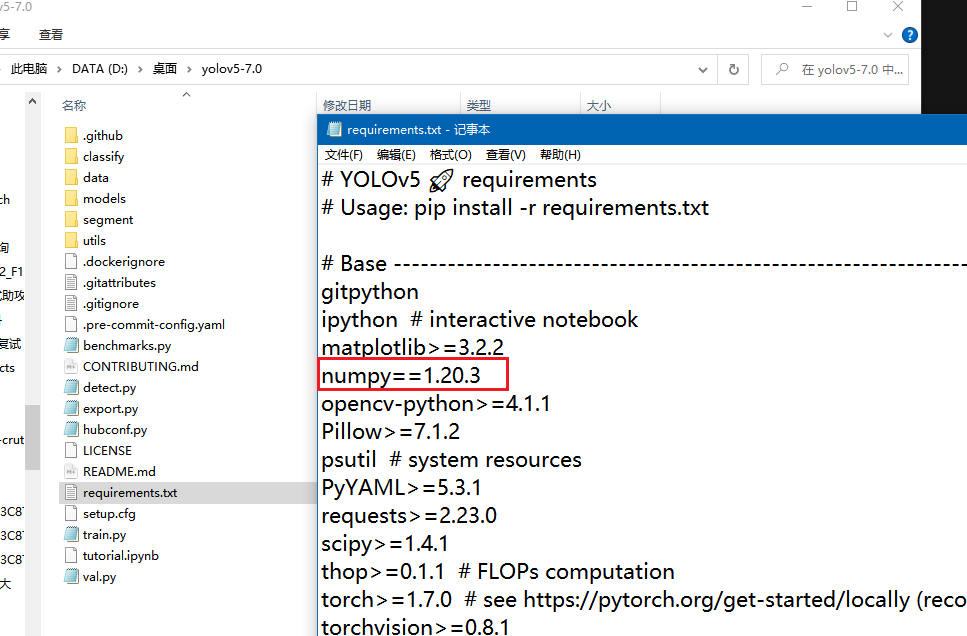 v5-7.0
享 查看
此电脑 > DATA (D:) > 桌面 > yolov5-7.0
在 yolov5-7.0 中...
名称 修改日期 类型 大小
.github
classify
data
models
segment
utils
.dockerignore
.gitattributes
.gitignore
.pre-commit-config.yaml
benchmarks.py
CONTRIBUTING.md
detect.py
export.py
hubconf.py
LICENSE
README.md
requirements.txt
setup.cfg
train.py
tutorial.ipynb
val.py
ch
询
2_F1
式助攻
复试
cts
-crut
3C8
3C8
3C8
大
requirements.txt - 记事本
文件(F) 编辑(E) 格式(O) 查看(V) 帮助(H)
# YOLOv5 🚀 requirements
# Usage: pip install -r requirements.txt
# Base ----------------------------------------------------------------
gitpython
ipython  # interactive notebook
matplotlib>=3.2.2
numpy==1.20.3
opencv-python>=4.1.1
Pillow>=7.1.2
psutil  # system resources
PyYAML>=5.3.1
requests>=2.23.0
scipy>=1.4.1
thop>=0.1.1  # FLOPs computation
torch>=1.7.0  # see https://pytorch.org/get-started/locally (reco
torchvision>=0.8.1